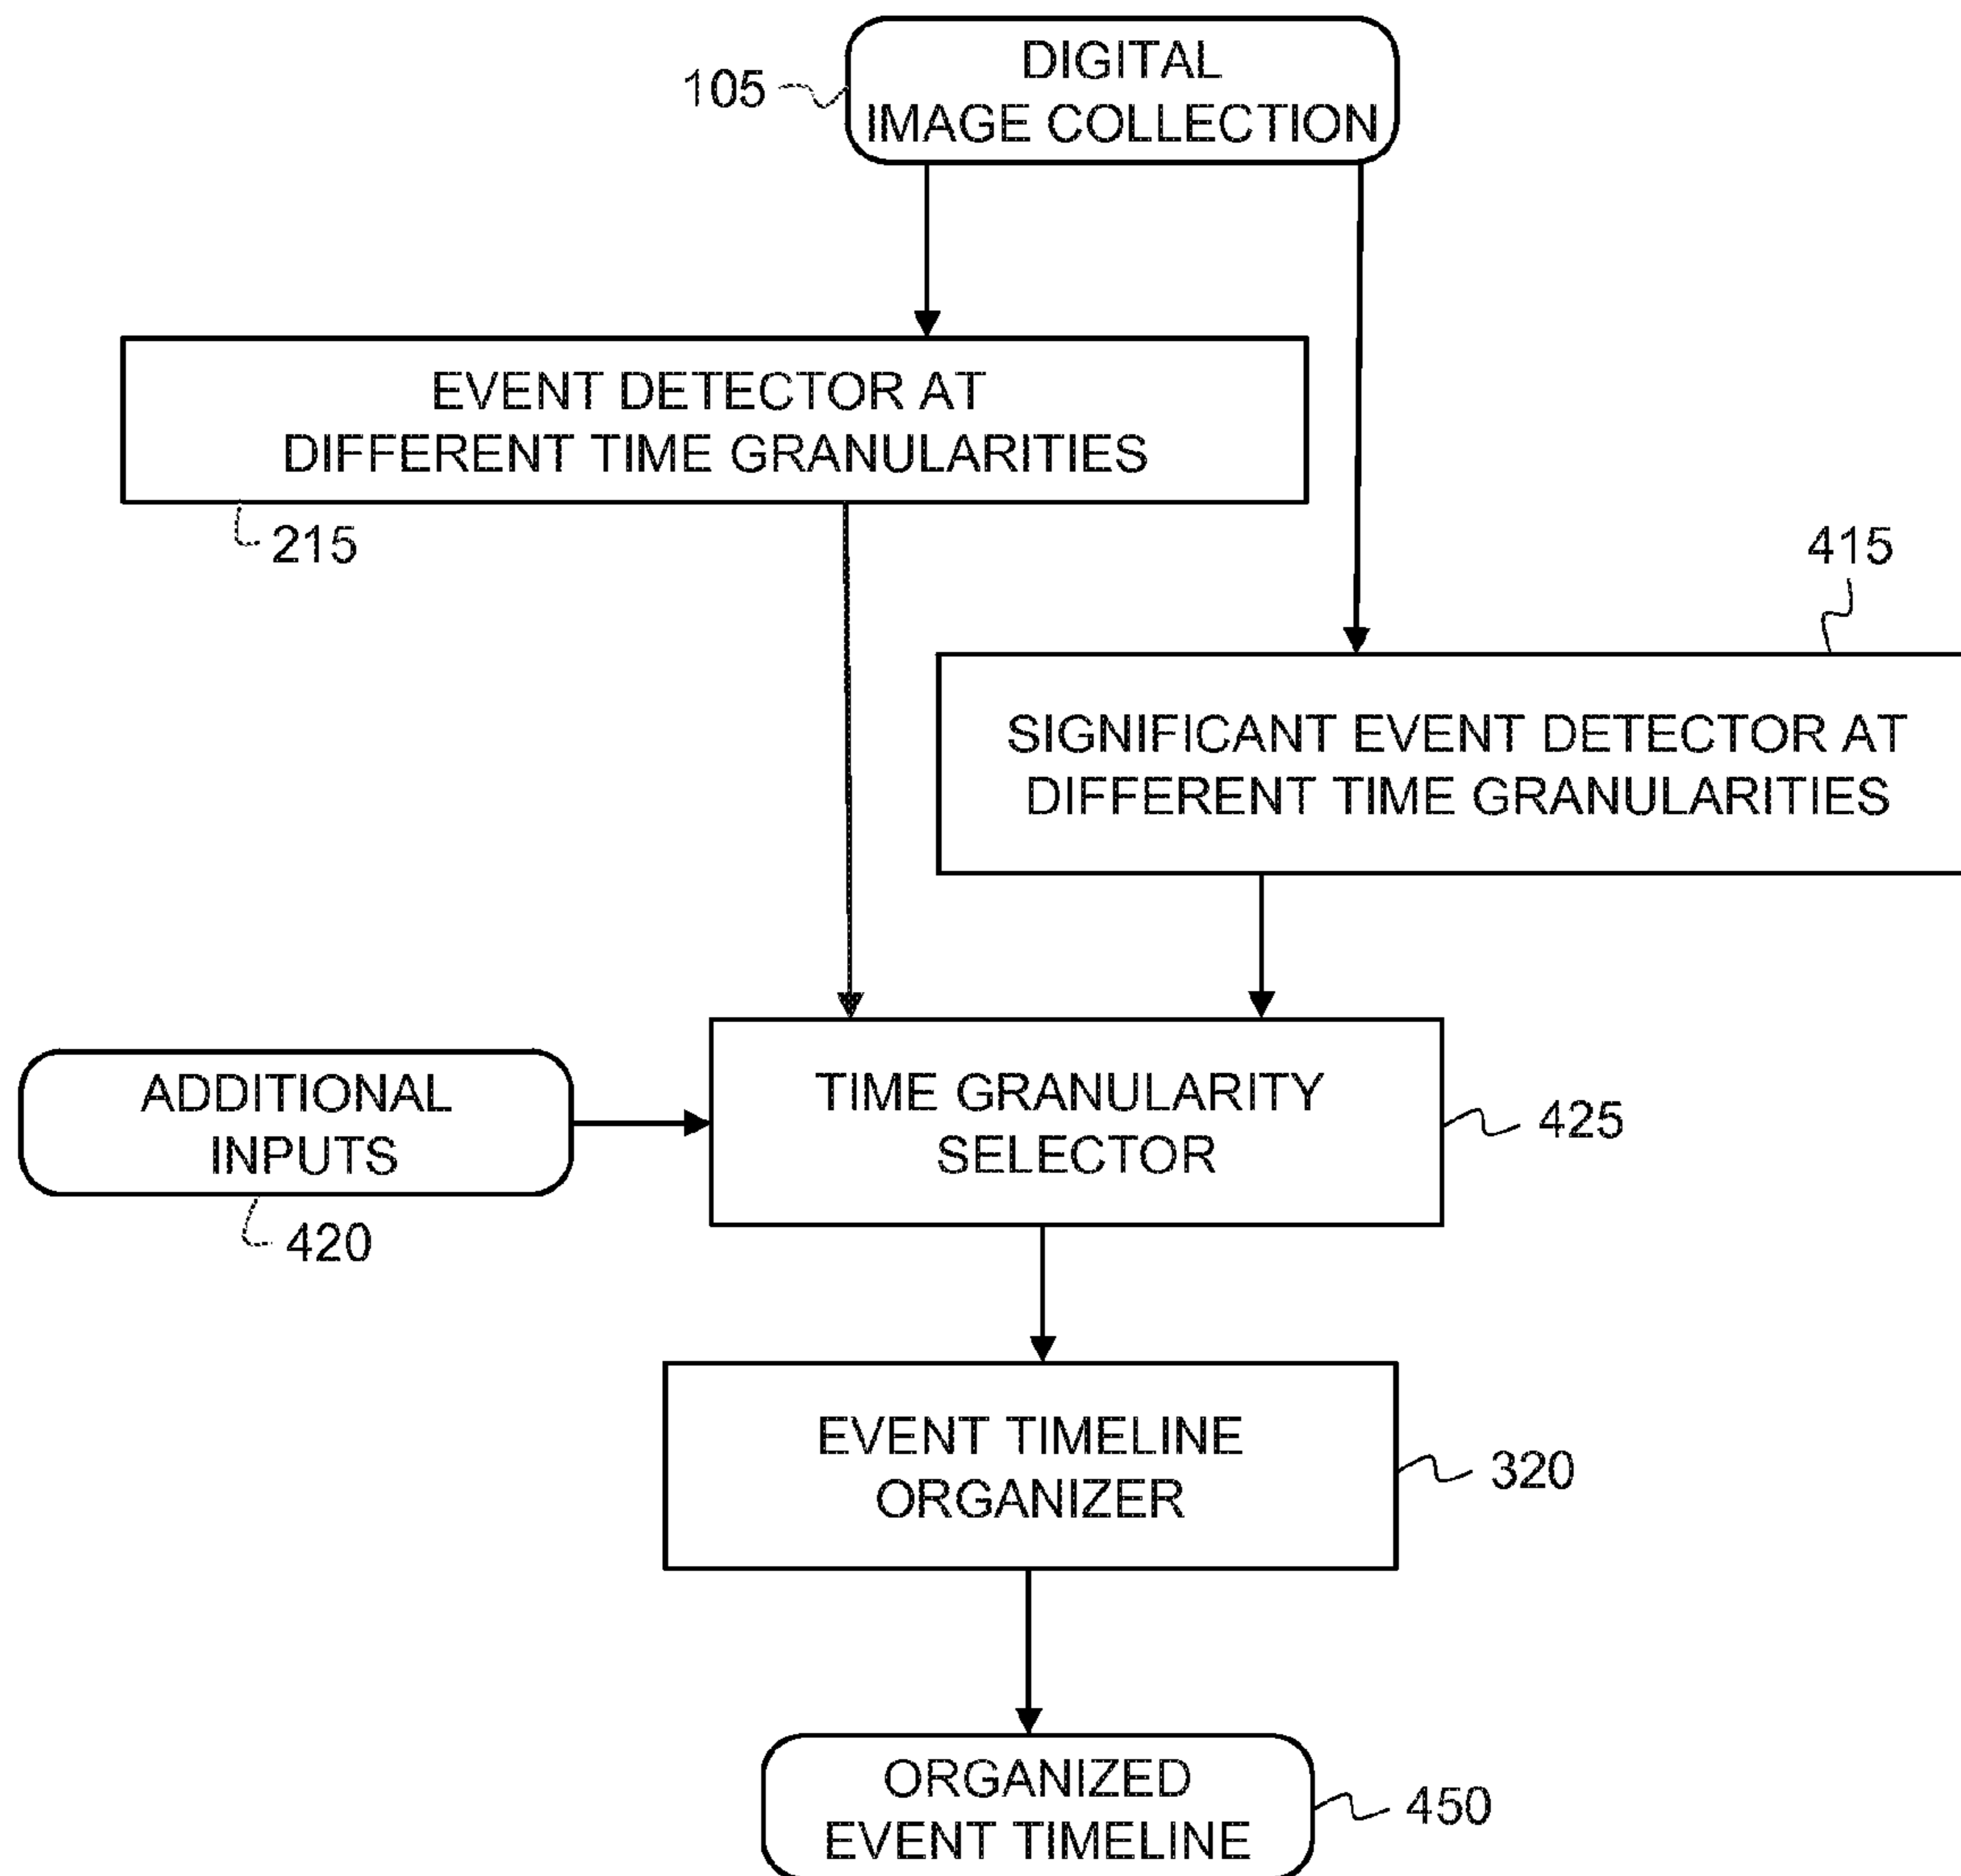 DIGITAL
IMAGE COLLECTION
105
EVENT DETECTOR AT
DIFFERENT TIME GRANULARITIES
215
415
SIGNIFICANT EVENT DETECTOR AT
DIFFERENT TIME GRANULARITIES
ADDITIONAL
INPUTS
420
TIME GRANULARITY
SELECTOR
425
EVENT TIMELINE
ORGANIZER
320
ORGANIZED
EVENT TIMELINE
450